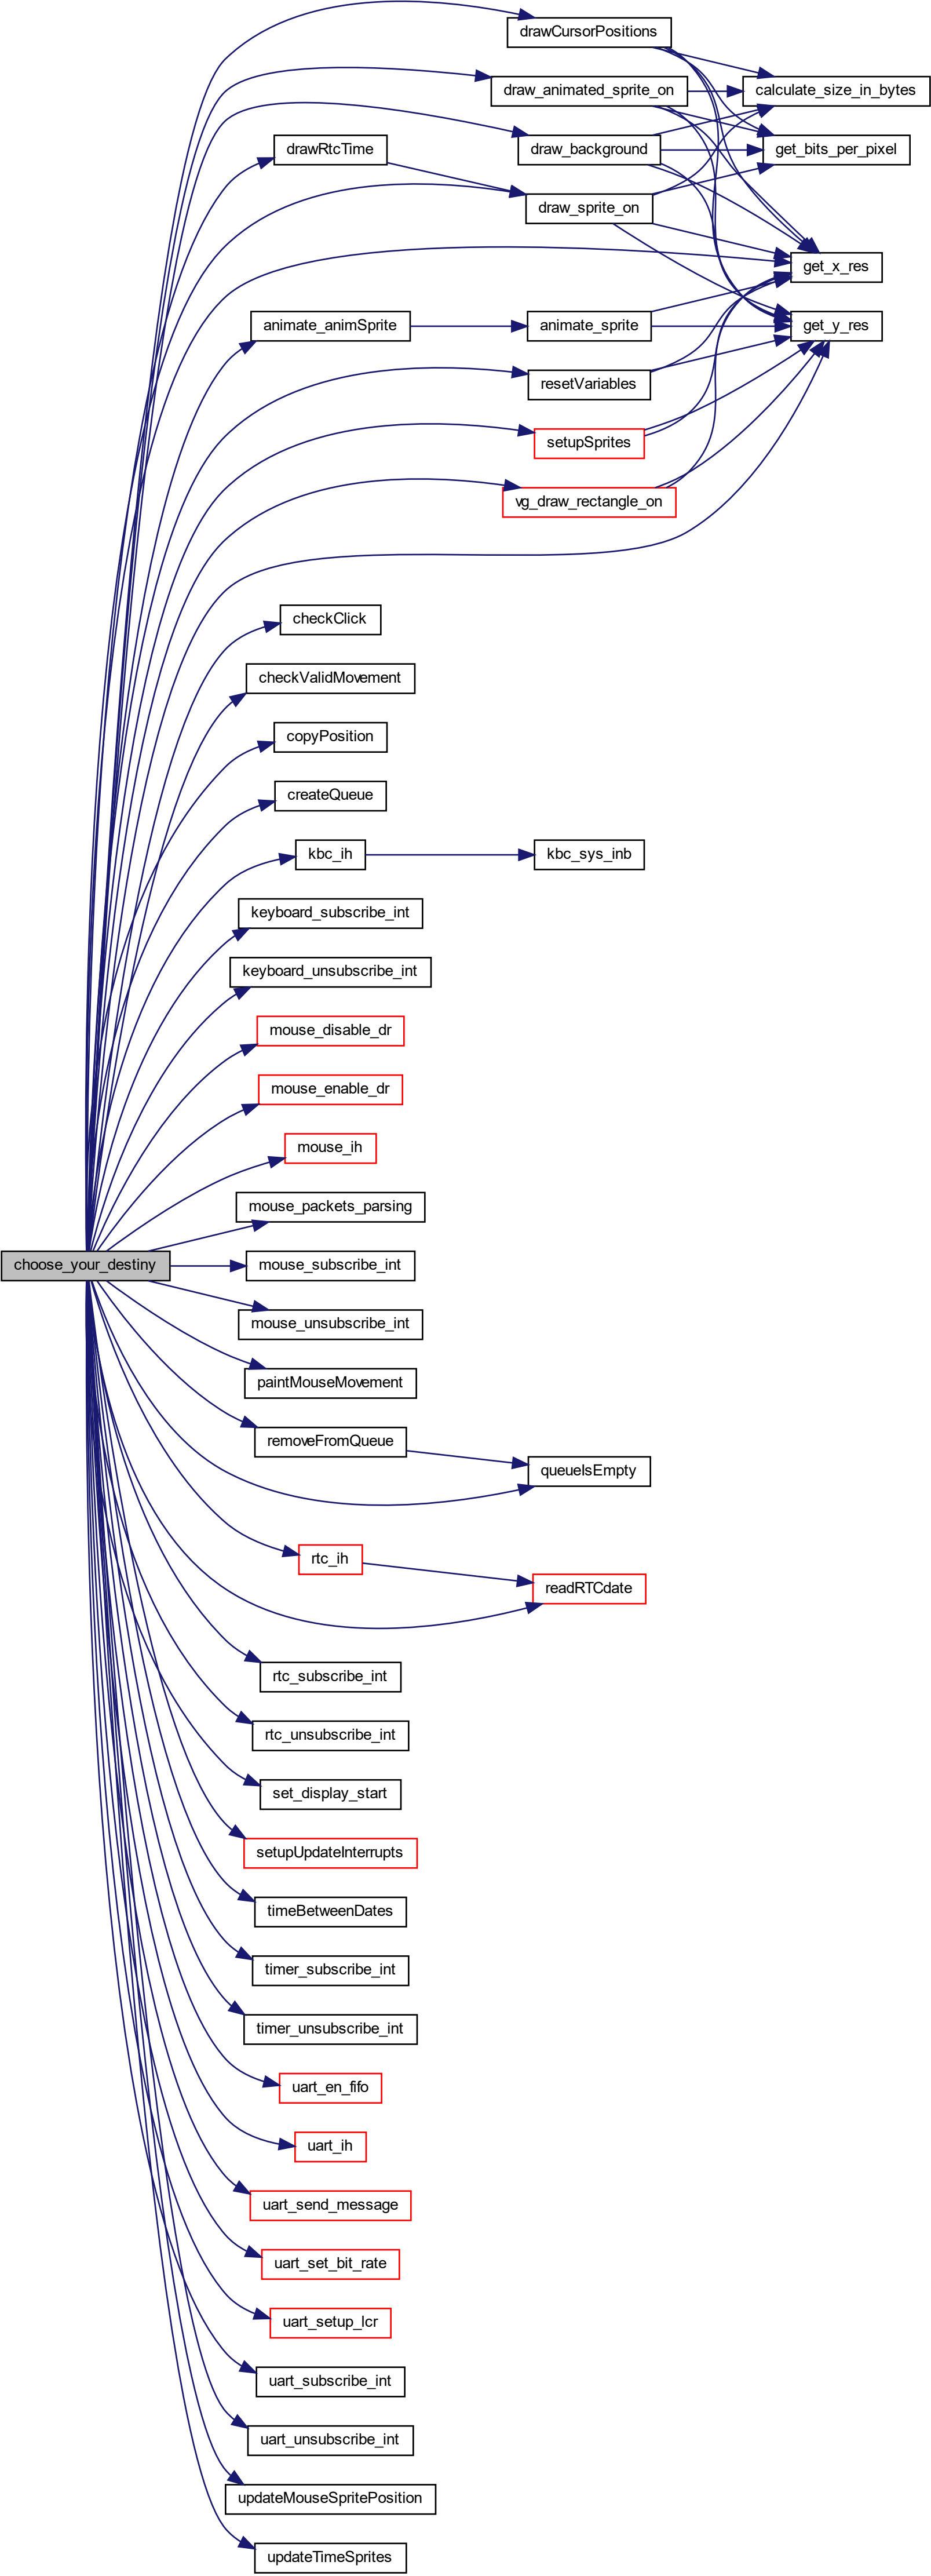 drawCursorPositions
draw_animated_sprite_on
calculate_size_in_bytes
drawRtcTime
draw_background
get_bits_per_pixel
draw_sprite_on
get_x_res
animate_animSprite
animate_sprite
get_y_res
resetVariables
setupSprites
vg_draw_rectangle_on
checkClick
checkValidMovement
copyPosition
createQueue
kbc_ih
kbc_sys_inb
keyboard_subscribe_int
keyboard_unsubscribe_int
mouse_disable_dr
mouse_enable_dr
mouse_ih
mouse_packets_parsing
choose_your_destiny
mouse_subscribe_int
mouse_unsubscribe_int
paintMouseMovement
removeFromQueue
queueIsEmpty
rtc_ih
readRTCdate
rtc_subscribe_int
rtc_unsubscribe_int
set_display_start
setupUpdateInterrupts
timeBetweenDates
timer_subscribe_int
timer_unsubscribe_int
uart_en_fifo
uart_ih
uart_send_message
uart_set_bit_rate
uart_setup_lcr
uart_subscribe_int
uart_unsubscribe_int
updateMouseSpritePosition
updateTimeSprites